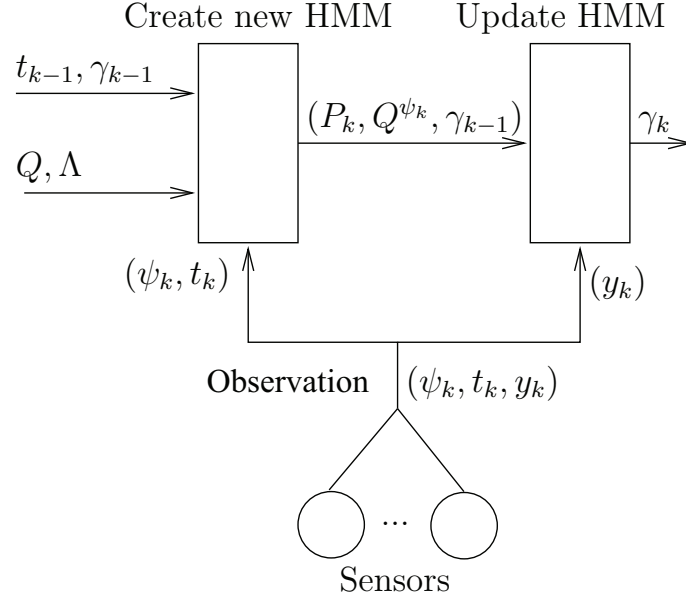 Create new HMM
Update HMM
t_{k−1}, γ_{k−1}
(P_k, Q^{ψ_k}, γ_{k−1})
γ_k
Q, Λ
(ψ_k, t_k)
(y_k)
Observation
(ψ_k, t_k, y_k)
...
Sensors